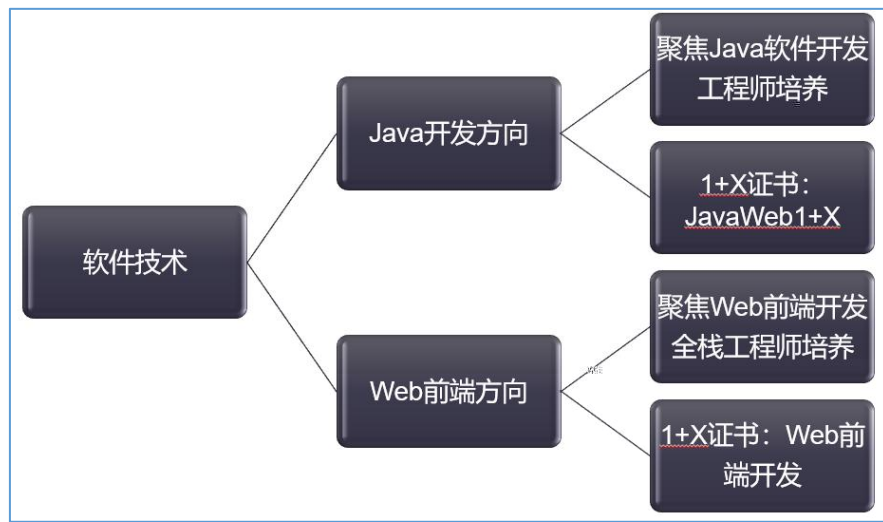 软件技术
Java开发方向
聚焦Java软件开发
工程师培养
1+X证书：
JavaWeb1+X
Web前端方向
聚焦Web前端开发
全栈工程师培养
1+X证书：Web前
端开发